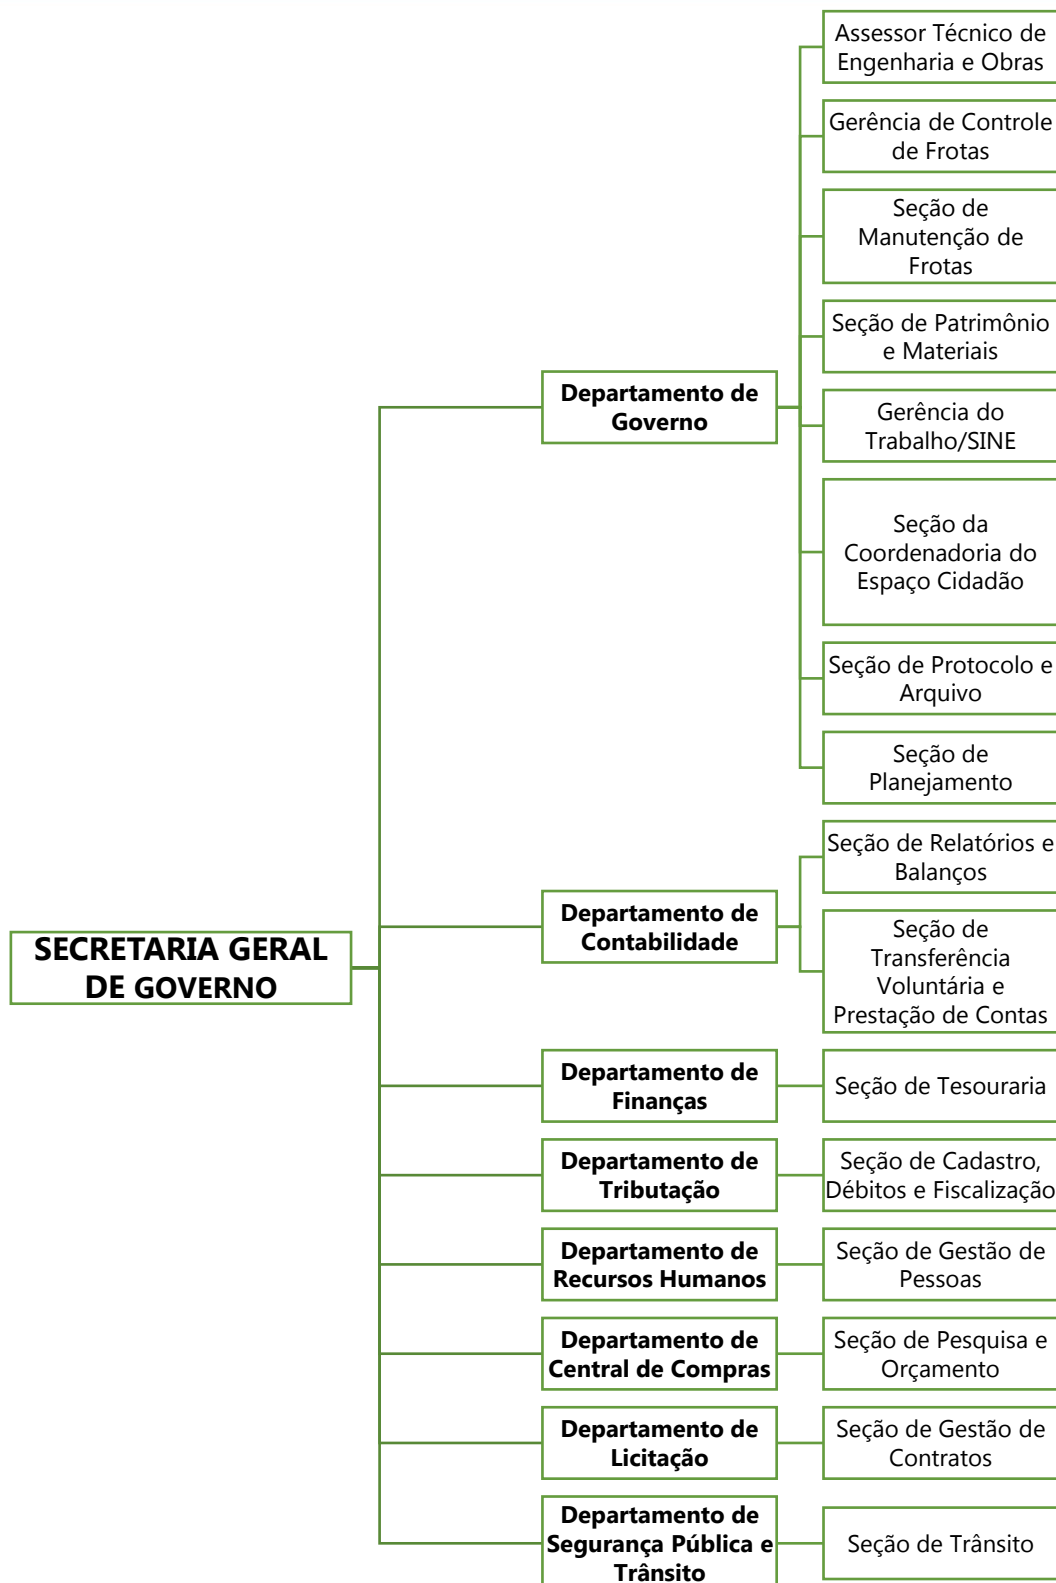 Assessor Técnico de
Engenharia e Obras
Gerência de Controle
de Frotas
Seção de
Manutenção de
Frotas
Seção de Patrimônio
e Materiais
Departamento de
Governo
Gerência do
Trabalho/SINE
Seção da
Coordenadoria do
Espaço Cidadão
Seção de Protocolo e
Arquivo
Seção de
Planejamento
Seção de Relatórios e
Balanços
Departamento de
Contabilidade
Seção de
Transferência
Voluntária e
Prestação de Contas
SECRETARIA GERAL
DE GOVERNO
Departamento de
Finanças
Seção de Tesouraria
Departamento de
Tributação
Seção de Cadastro,
Débitos e Fiscalização
Departamento de
Recursos Humanos
Seção de Gestão de
Pessoas
Departamento de
Central de Compras
Seção de Pesquisa e
Orçamento
Departamento de
Licitação
Seção de Gestão de
Contratos
Departamento de
Segurança Pública e
Trânsito
Seção de Trânsito